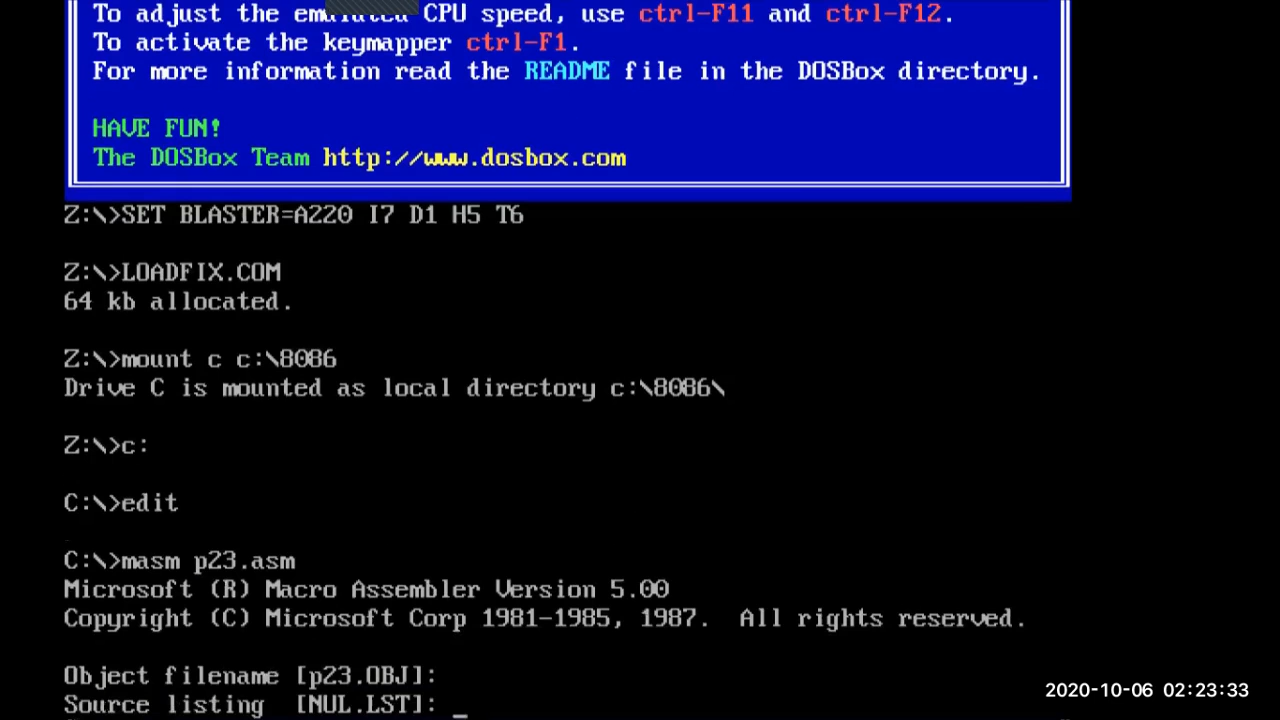 To adjust the emulated CPU speed, use ctrl-F11 and ctrl-F12.
To activate the keymapper ctrl-F1.
For more information read the README file in the DOSBox directory.
HAVE FUN!
The DOSBox Team http://www.dosbox.com
Z:\>SET BLASTER=A220 I7 D1 H5 T6
Z:\>LOADFIX.COM
64 kb allocated.
Z:\>mount c c:\8086
Drive C is mounted as local directory c:\8086\
Z:\>c:
C:\>edit
C:\>masm p23.asm
Microsoft (R) Macro Assembler Version 5.00
Copyright (C) Microsoft Corp 1981-1985, 1987.  All rights reserved.
Object filename [p23.OBJ]:
Source listing  [NUL.LST]: _
2020-10-06 02:23:33